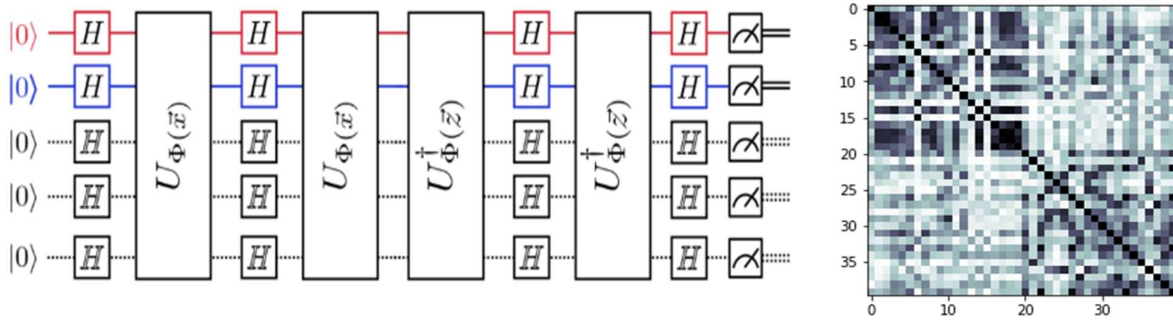 |0⟩ H H H H
|0⟩ H H H H
|0⟩ ℍ ℍ ℍ ℍ
|0⟩ ℍ ℍ ℍ ℍ
|0⟩ ℍ ℍ ℍ ℍ
U_Φ(x⃗)
U_Φ(x⃗)
U†_Φ(z⃗)
U†_Φ(z⃗)
0
5
10
15
20
25
30
35
0 10 20 30